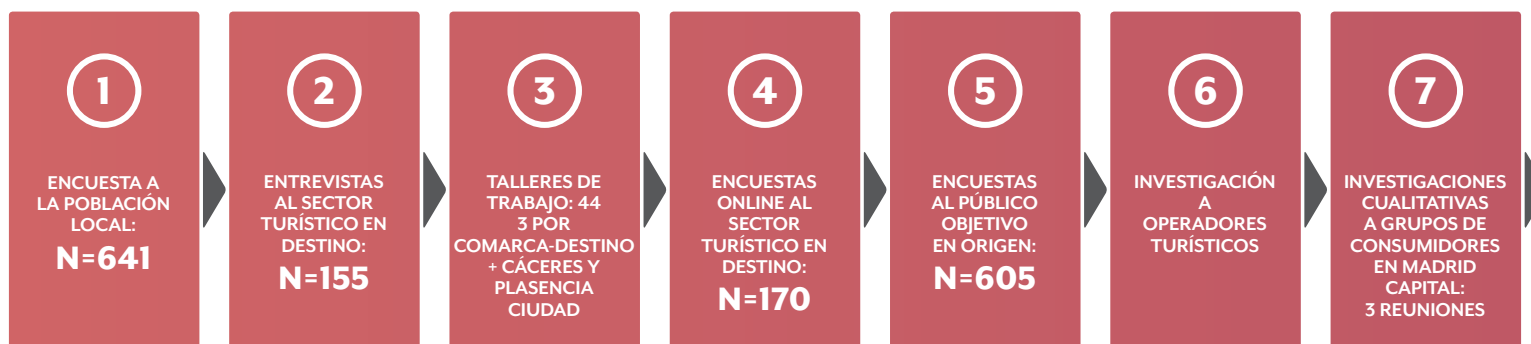 1
ENCUESTA A
LA POBLACIÓN
LOCAL:
N=641
2
ENTREVISTAS
AL SECTOR
TURÍSTICO EN
DESTINO:
N=155
3
TALLERES DE
TRABAJO: 44
3 POR
COMARCA-DESTINO
+ CÁCERES Y
PLASENCIA
CIUDAD
4
ENCUESTAS
ONLINE AL
SECTOR
TURÍSTICO EN
DESTINO:
N=170
5
ENCUESTAS
AL PÚBLICO
OBJETIVO
EN ORIGEN:
N=605
6
INVESTIGACIÓN
A
OPERADORES
TURÍSTICOS
7
INVESTIGACIONES
CUALITATIVAS
A GRUPOS DE
CONSUMIDORES
EN MADRID
CAPITAL:
3 REUNIONES